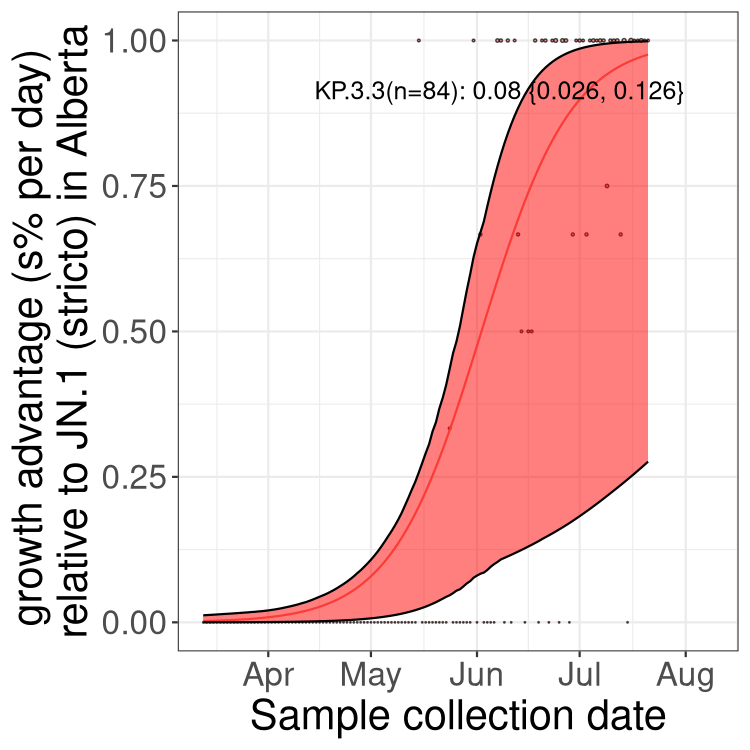 growth advantage (s% per day)
relative to JN.1 (stricto) in Alberta
1.00
0.75
0.50
0.25
0.00
KP.3.3(n=84): 0.08 {0.026, 0.126}
Apr May Jun Jul Aug
Sample collection date